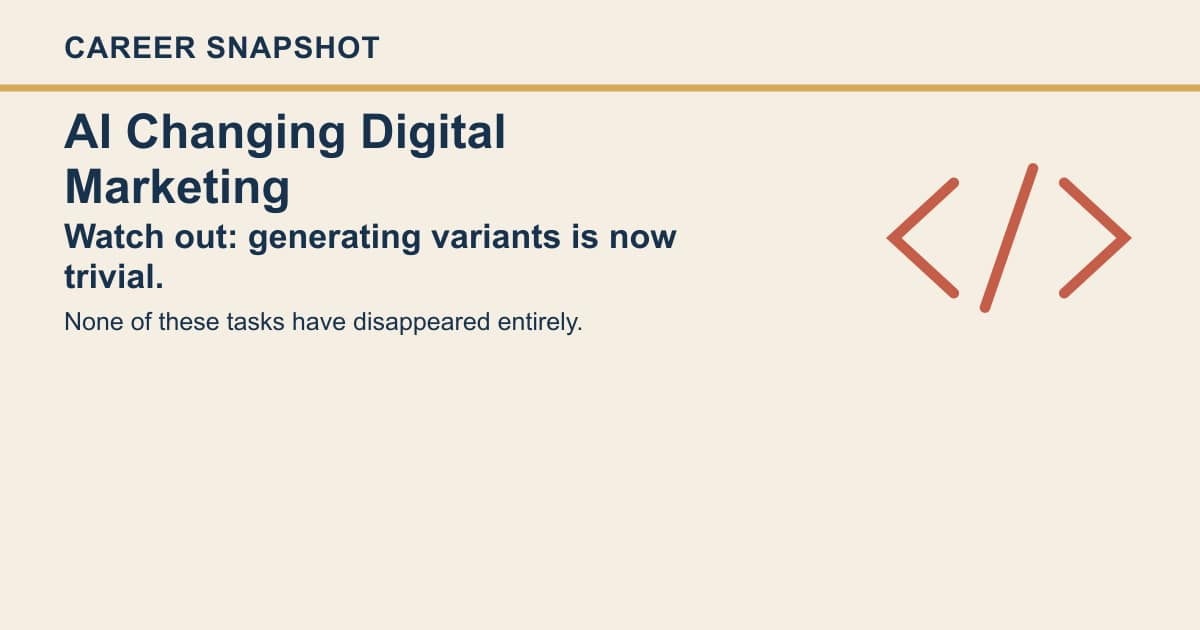 CAREER SNAPSHOT
AI Changing Digital
Marketing
Watch out: generating variants is now
trivial.
None of these tasks have disappeared entirely.